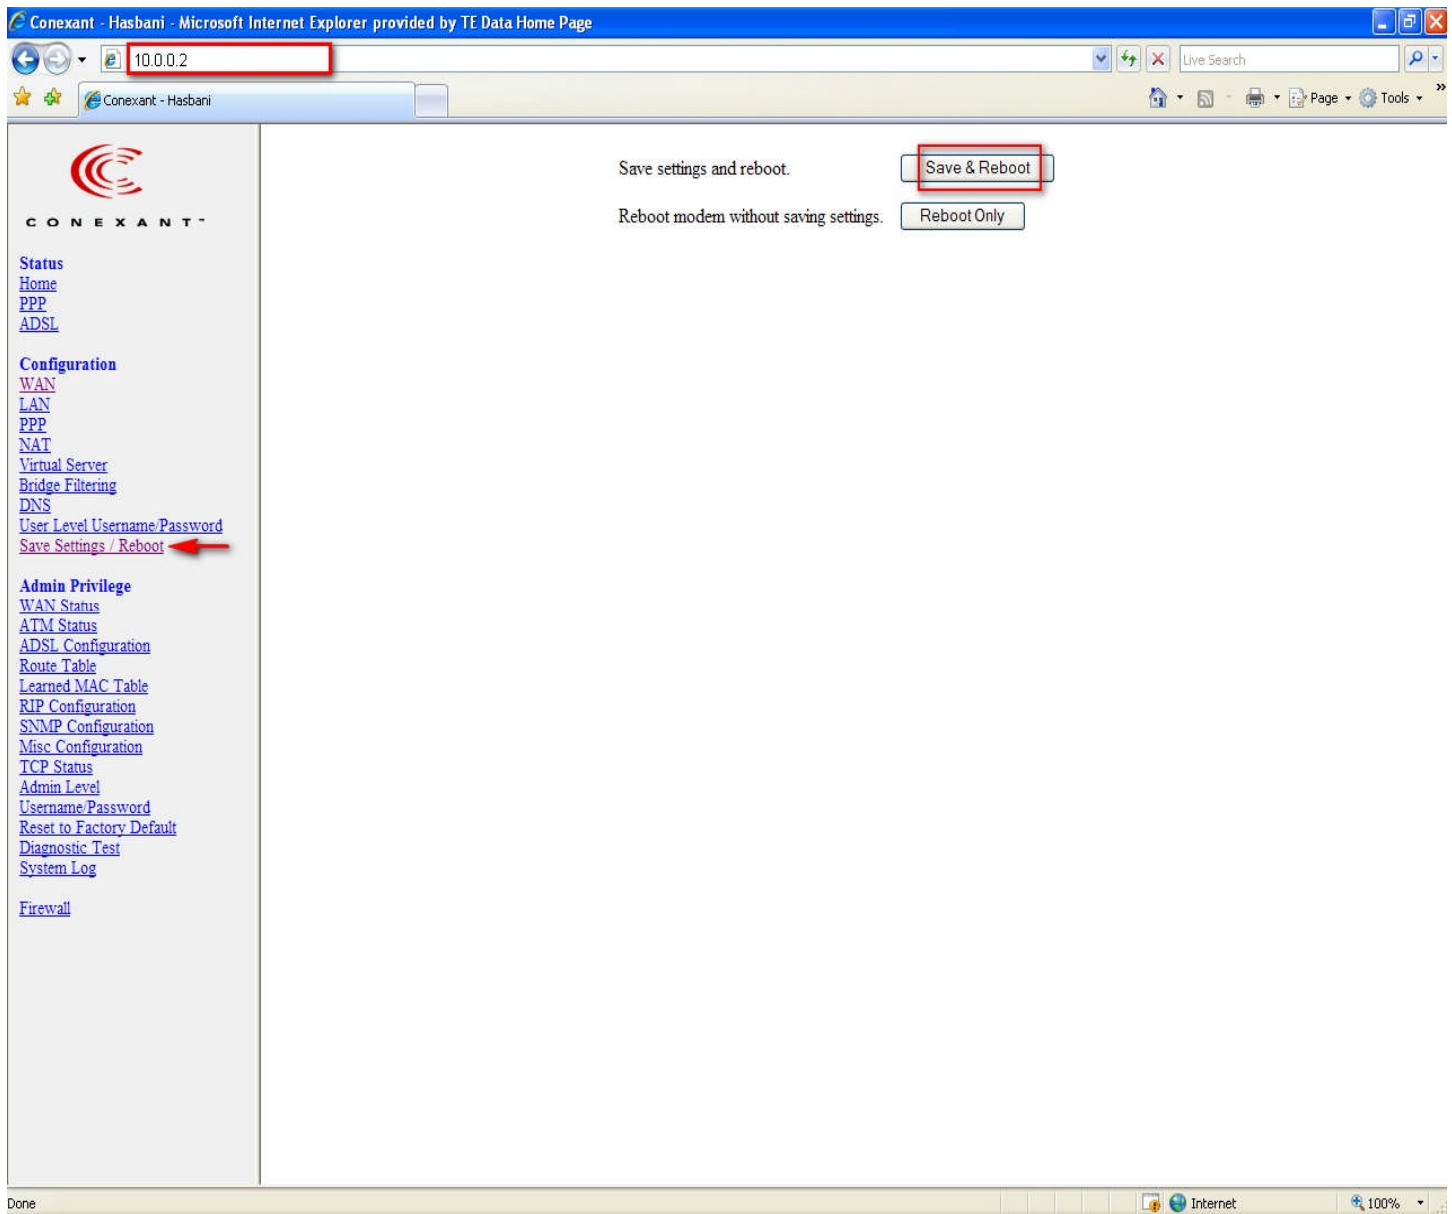 Conexant - Hasbani - Microsoft Internet Explorer provided by TE Data Home Page
10.0.0.2
Live Search
Conexant - Hasbani
Page
Tools
»
CONEXANT™
Save settings and reboot.
Save & Reboot
Reboot modem without saving settings.
Reboot Only
Status
Home
PPP
ADSL
Configuration
WAN
LAN
PPP
NAT
Virtual Server
Bridge Filtering
DNS
User Level Username/Password
Save Settings / Reboot
Admin Privilege
WAN Status
ATM Status
ADSL Configuration
Route Table
Learned MAC Table
RIP Configuration
SNMP Configuration
Misc Configuration
TCP Status
Admin Level
Username/Password
Reset to Factory Default
Diagnostic Test
System Log
Firewall
Done
Internet
100%